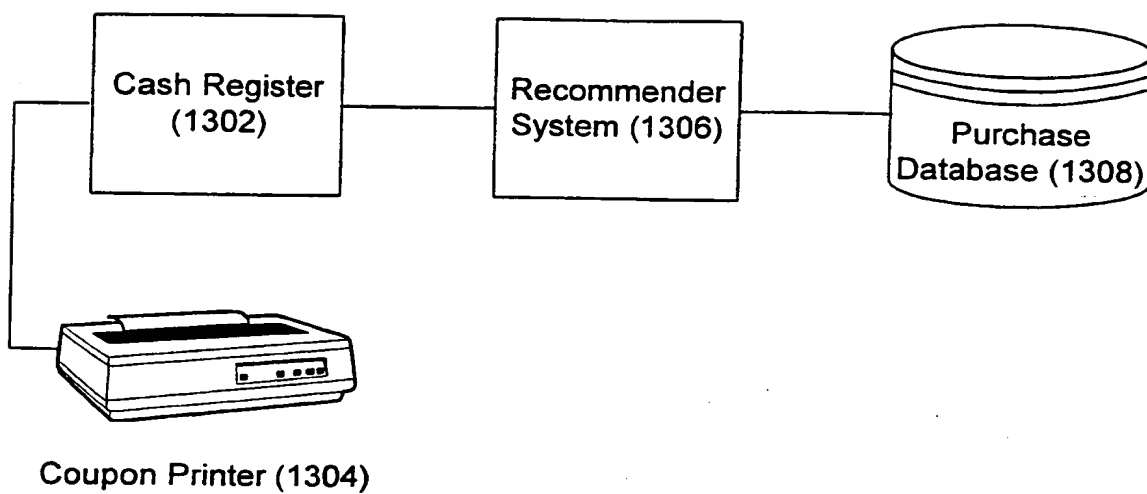 Cash Register
(1302)
Recommender
System (1306)
Purchase
Database (1308)
Coupon Printer (1304)